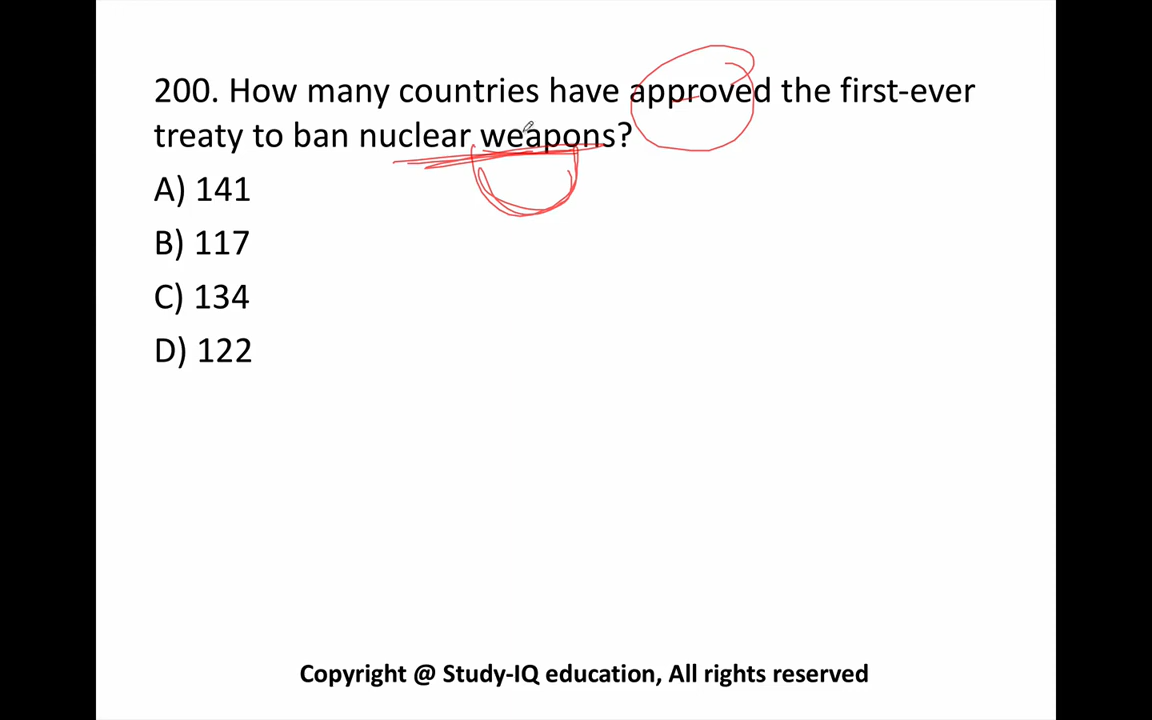 200. How many countries have approved the first-ever
treaty to ban nuclear weapons?
A) 141
B) 117
C) 134
D) 122
Copyright @ Study-IQ education, All rights reserved